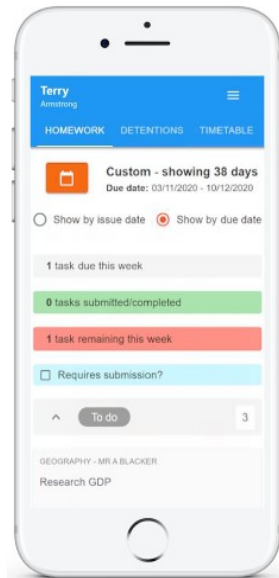 Terry
Armstrong
HOMEWORK DETENTIONS TIMETABLE
Custom - showing 38 days
Due date: 03/11/2020 - 10/12/2020
Show by issue date Show by due date
1 task due this week
0 tasks submitted/completed
1 task remaining this week
Requires submission?
To do 3
GEOGRAPHY - MR A BLACKER
Research GDP